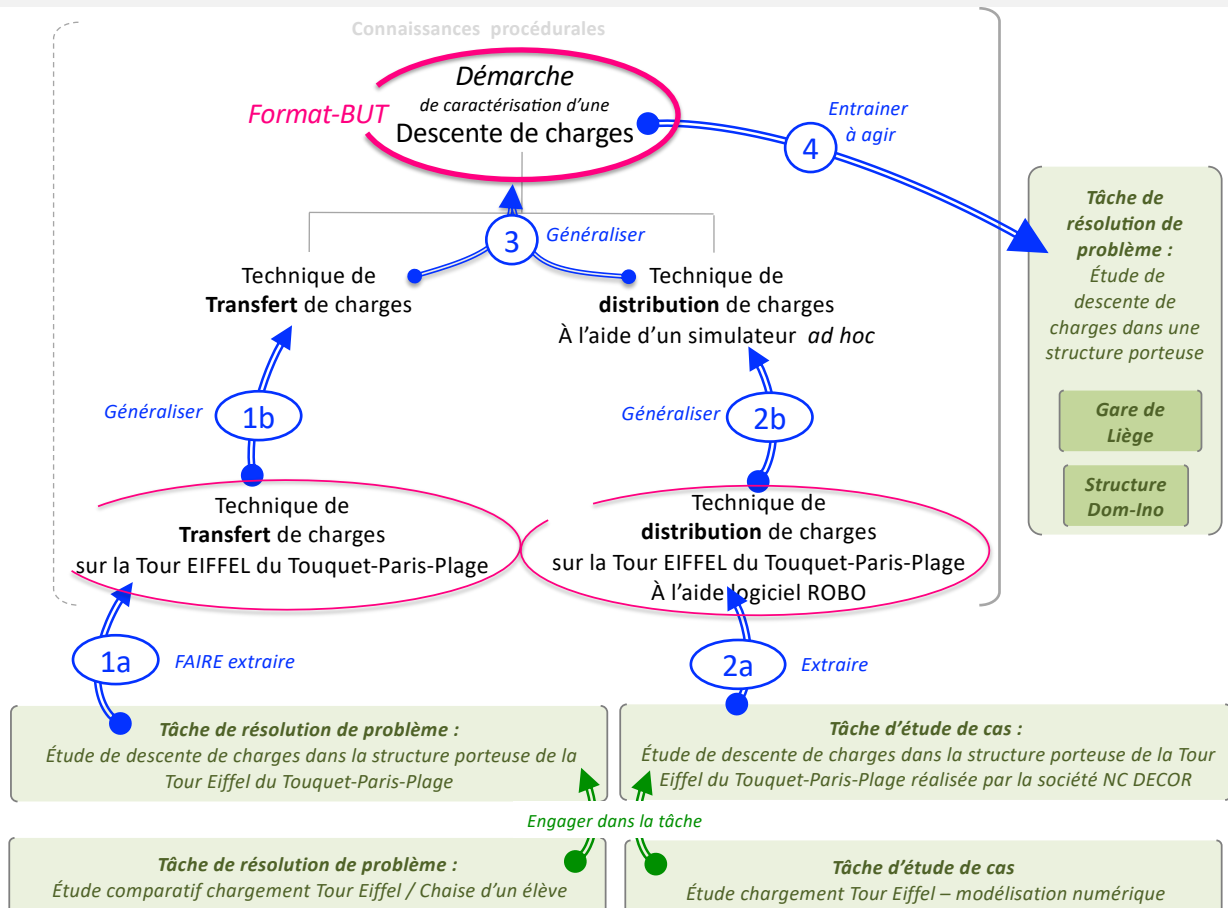 Connaissances procédurales
Démarche
de caractérisation d'une
Descente de charges
Format-BUT
Entrainer
à agir
4
3
Généraliser
Technique de
Transfert de charges
Technique de
distribution de charges
À l'aide d'un simulateur ad hoc
Tâche de
résolution de
problème :
Étude de
descente de
charges dans une
structure porteuse
Gare de
Liège
Structure
Dom-Ino
Généraliser
1b
Généraliser
2b
Technique de
Transfert de charges
sur la Tour EIFFEL du Touquet-Paris-Plage
Technique de
distribution de charges
sur la Tour EIFFEL du Touquet-Paris-Plage
À l'aide logiciel ROBO
1a
FAIRE extraire
2a
Extraire
Tâche de résolution de problème :
Étude de descente de charges dans la structure porteuse de la
Tour Eiffel du Touquet-Paris-Plage
Tâche d'étude de cas :
Étude de descente de charges dans la structure porteuse de la Tour
Eiffel du Touquet-Paris-Plage réalisée par la société NC DECOR
Engager dans la tâche
Tâche de résolution de problème :
Étude comparatif chargement Tour Eiffel / Chaise d'un élève
Tâche d'étude de cas
Étude chargement Tour Eiffel – modélisation numérique